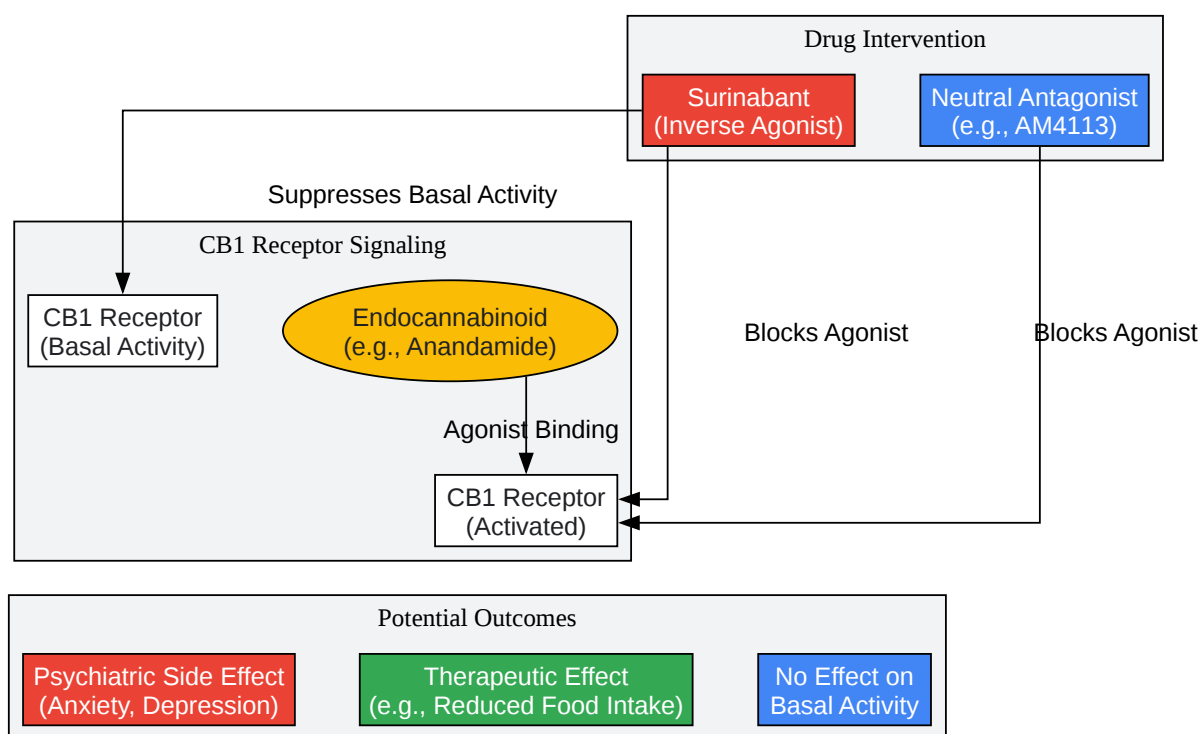 Drug Intervention
Surinabant
(Inverse Agonist)
Neutral Antagonist
(e.g., AM4113)
Suppresses Basal Activity
CB1 Receptor Signaling
CB1 Receptor
(Basal Activity)
Endocannabinoid
(e.g., Anandamide)
Blocks Agonist
Blocks Agonist
Agonist Binding
CB1 Receptor
(Activated)
Potential Outcomes
Psychiatric Side Effect
(Anxiety, Depression)
Therapeutic Effect
(e.g., Reduced Food Intake)
No Effect on
Basal Activity